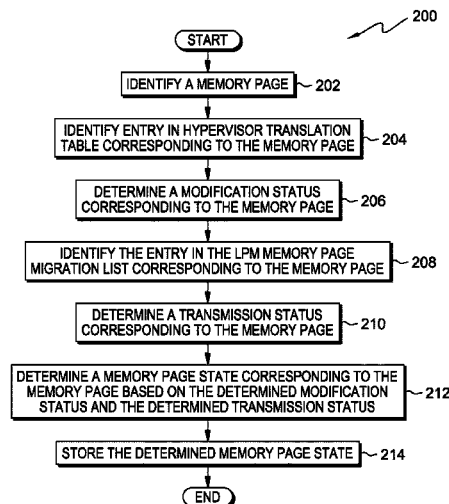 200
START
IDENTIFY A MEMORY PAGE
202
IDENTIFY ENTRY IN HYPERVISOR TRANSLATION
TABLE CORRESPONDING TO THE MEMORY PAGE
204
DETERMINE A MODIFICATION STATUS
CORRESPONDING TO THE MEMORY PAGE
206
IDENTIFY THE ENTRY IN THE LPM MEMORY PAGE
MIGRATION LIST CORRESPONDING TO THE MEMORY PAGE
208
DETERMINE A TRANSMISSION STATUS
CORRESPONDING TO THE MEMORY PAGE
210
DETERMINE A MEMORY PAGE STATE CORRESPONDING TO THE
MEMORY PAGE BASED ON THE DETERMINED MODIFICATION
STATUS AND THE DETERMINED TRANSMISSION STATUS
212
STORE THE DETERMINED MEMORY PAGE STATE
214
END